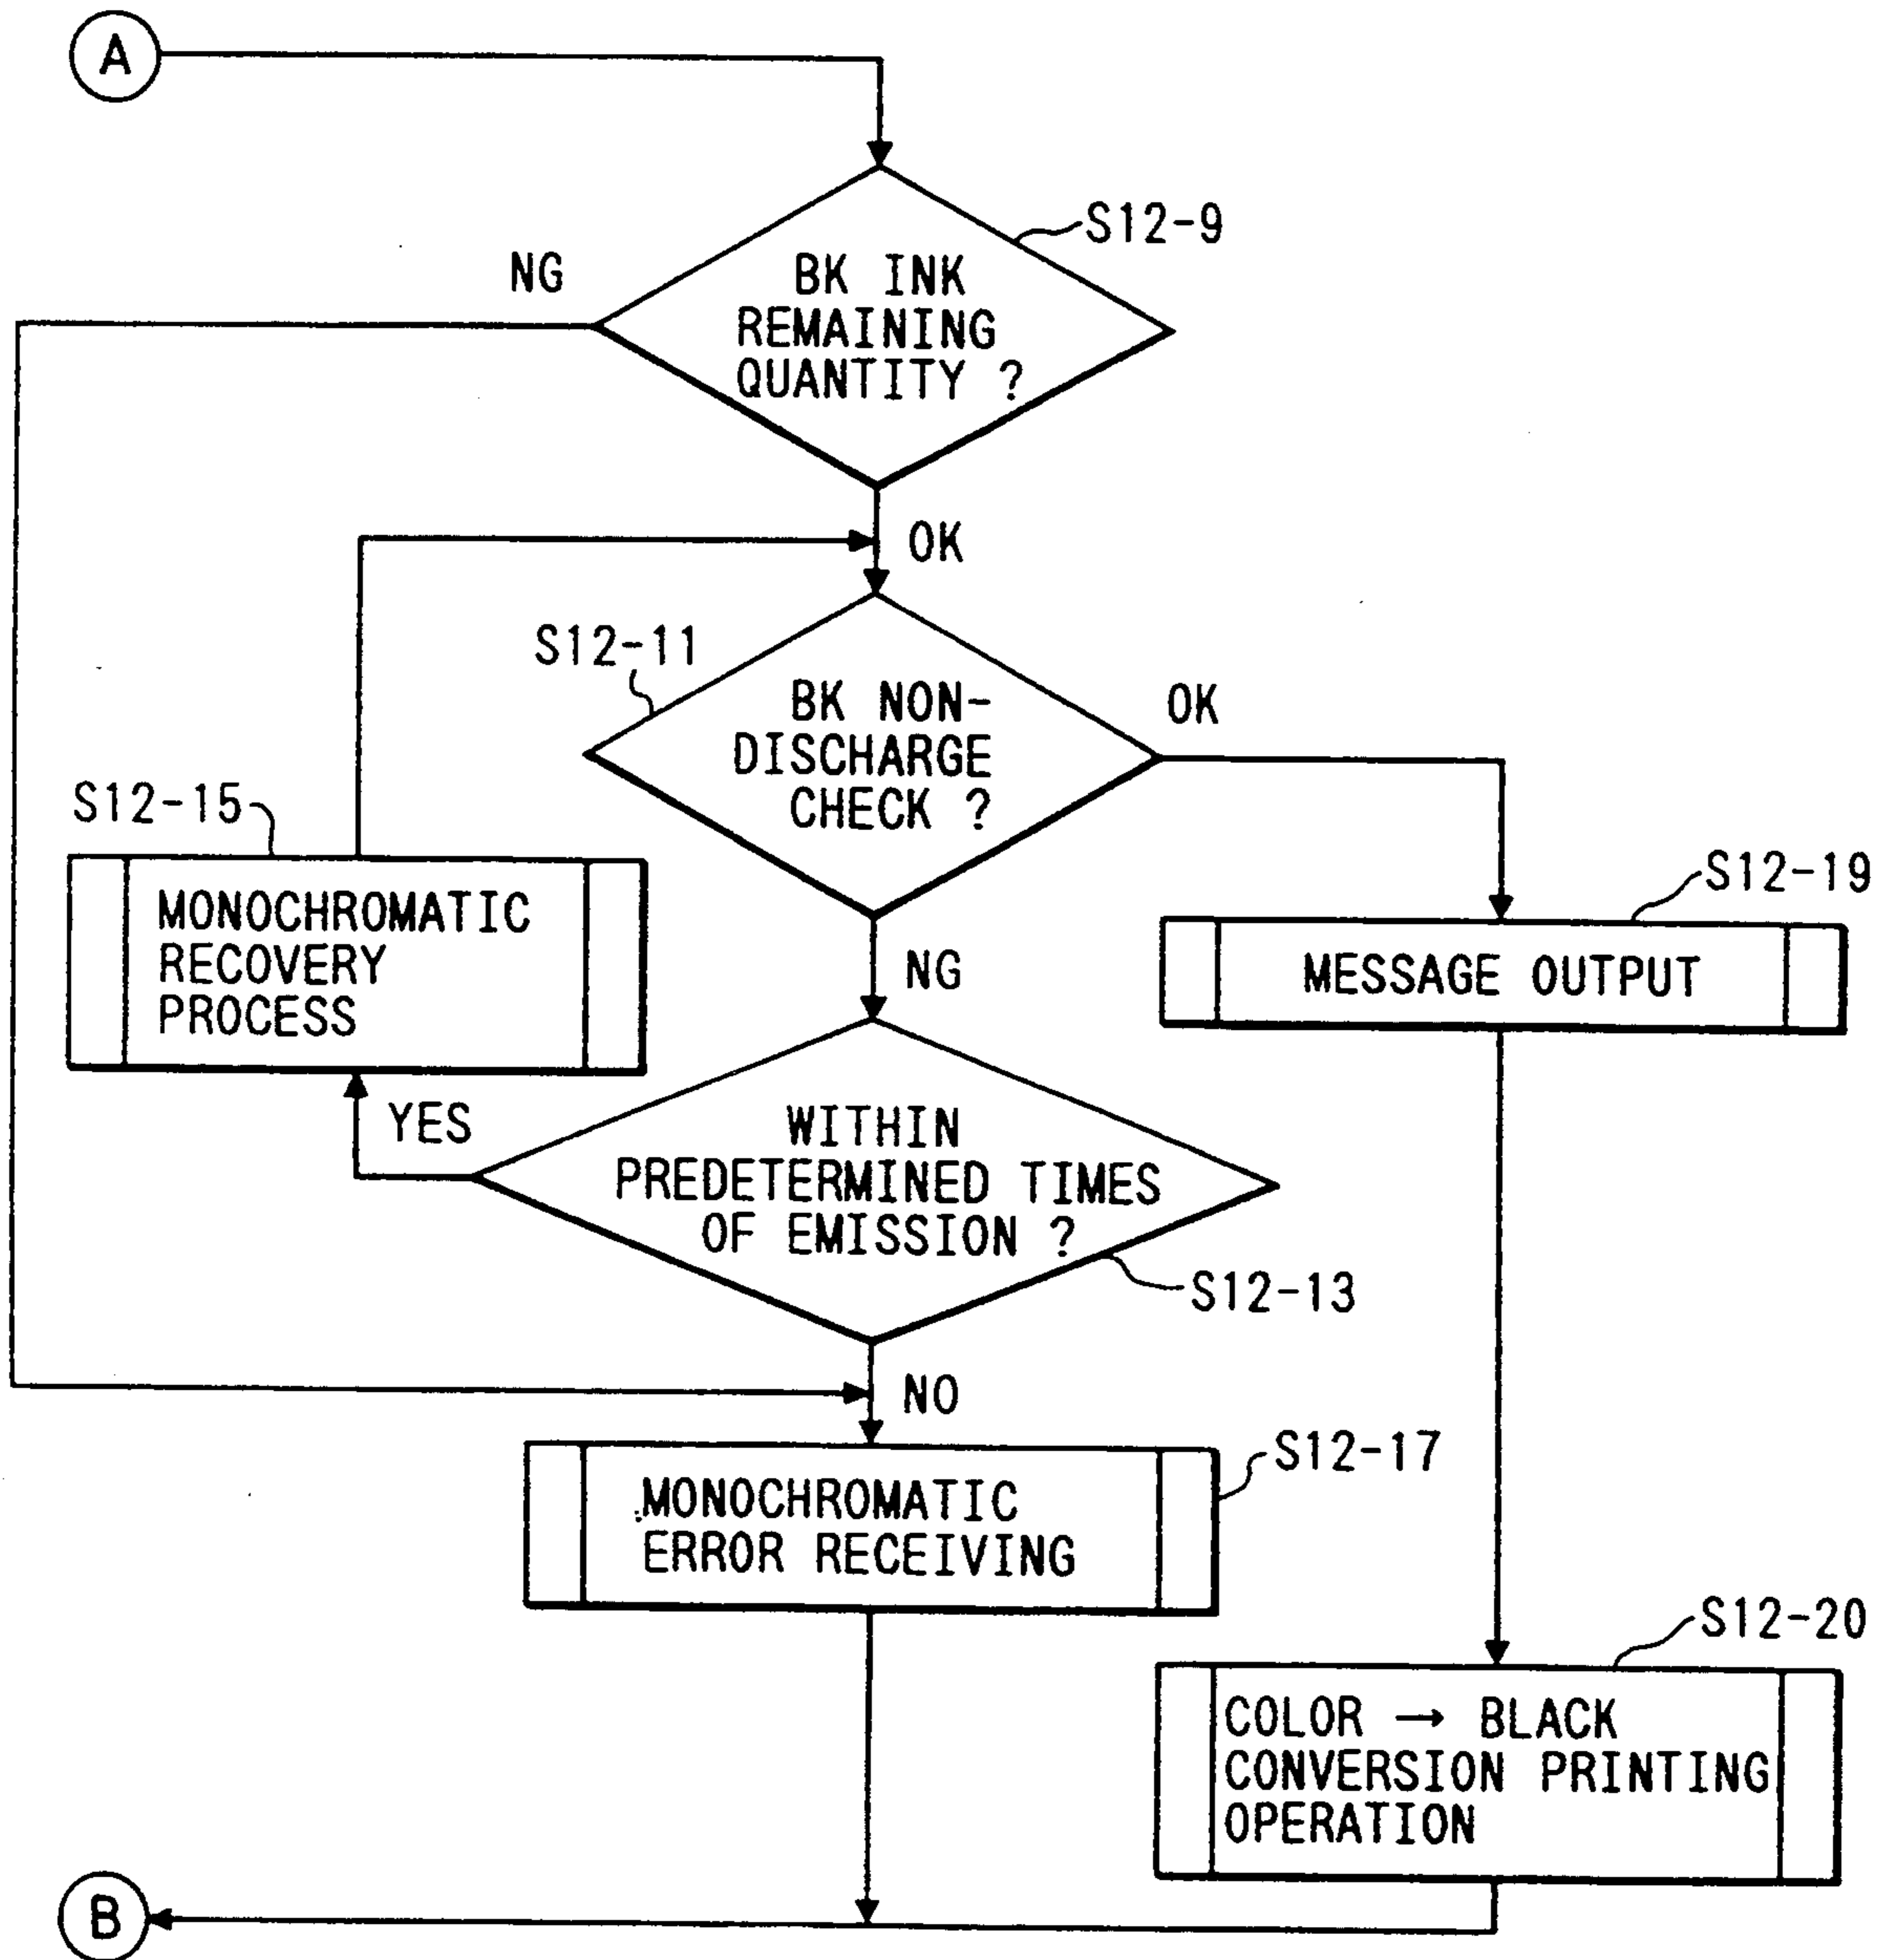 A
S12-9
NG
BK INK
REMAINING
QUANTITY ?
OK
S12-11
BK NON-
DISCHARGE
CHECK ?
OK
S12-15
MONOCHROMATIC
RECOVERY
PROCESS
NG
S12-19
MESSAGE OUTPUT
YES
WITHIN
PREDETERMINED TIMES
OF EMISSION ?
S12-13
NO
S12-17
MONOCHROMATIC
ERROR RECEIVING
S12-20
COLOR → BLACK
CONVERSION PRINTING
OPERATION
B